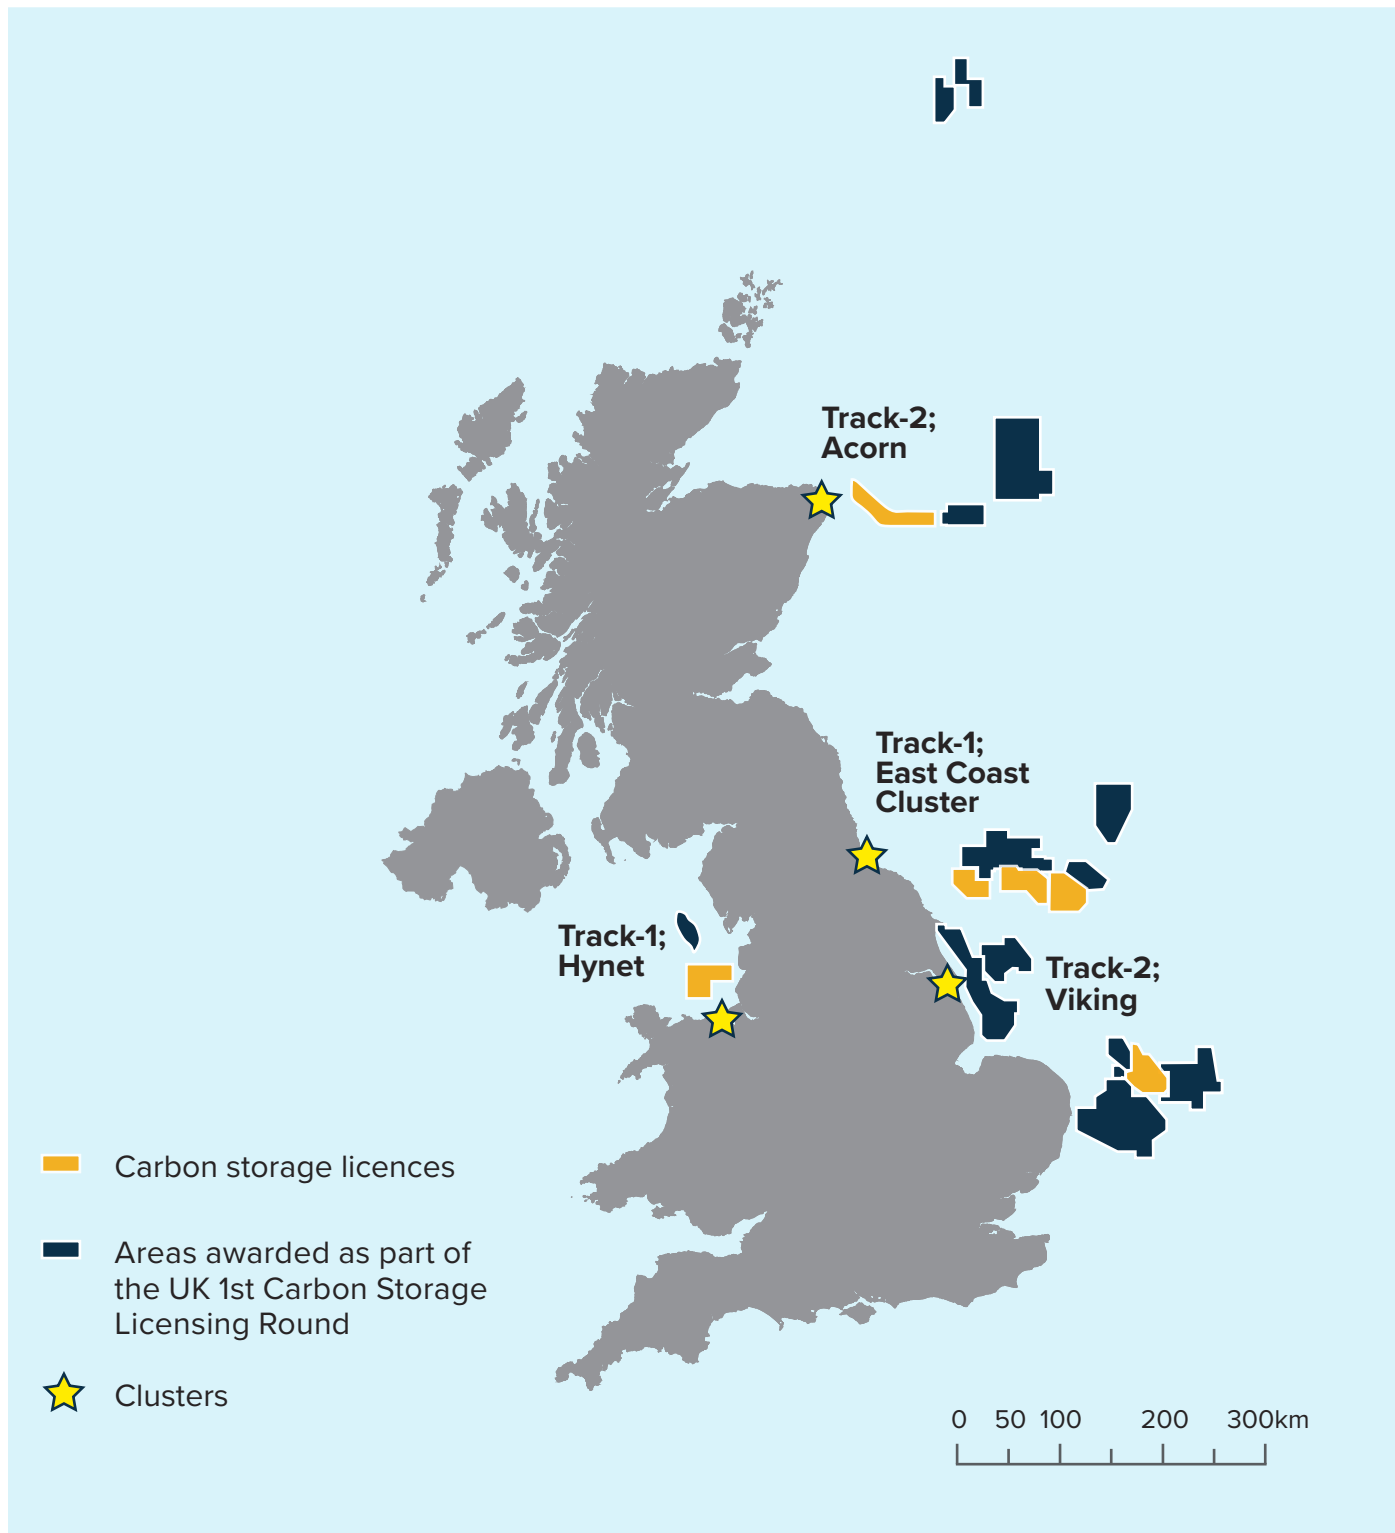 Track-2;
Acorn
Track-1;
East Coast
Cluster
Track-1;
Hynet
Track-2;
Viking
Carbon storage licences
Areas awarded as part of
the UK 1st Carbon Storage
Licensing Round
Clusters
0 50 100 200 300km